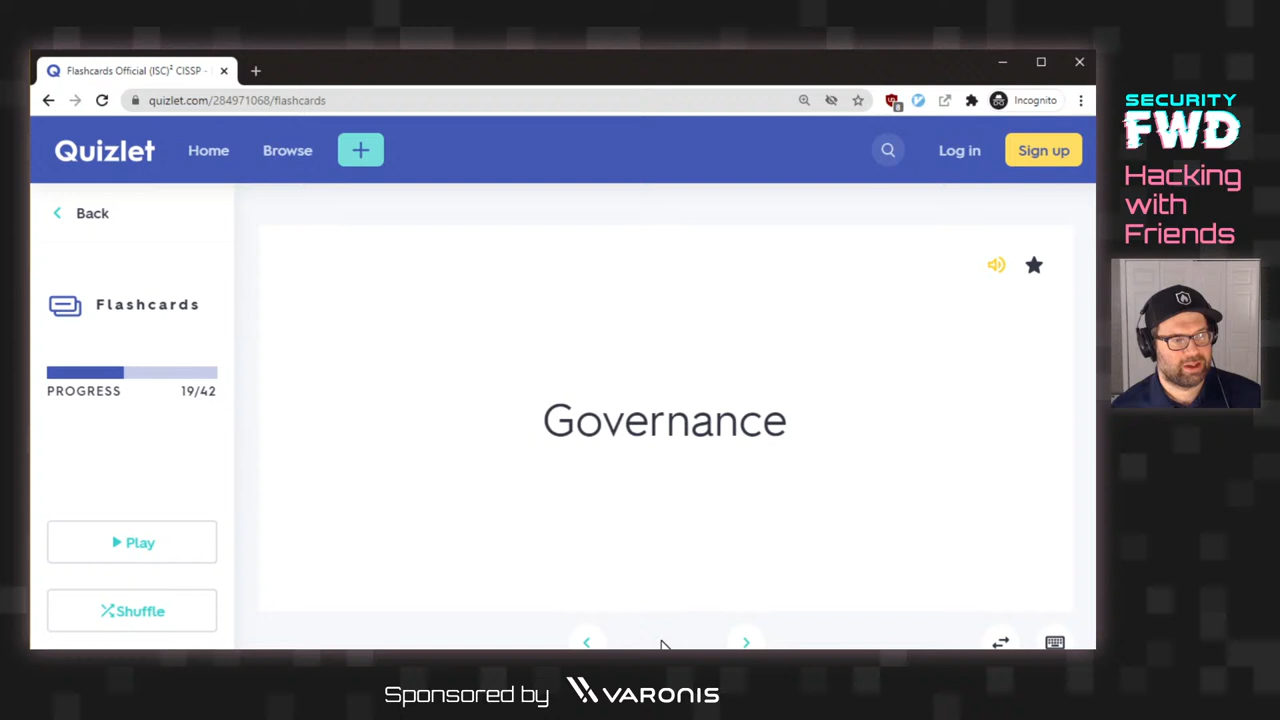 Flashcards Official (ISC)² CISSP -
quizlet.com/284971068/flashcards
8
Incognito
Quizlet
Home
Browse
Log in
Sign up
Back
Flashcards
PROGRESS
19/42
Governance
Play
Shuffle
SECURITY
FWD
Hacking
with
Friends
Sponsored by VARONIS